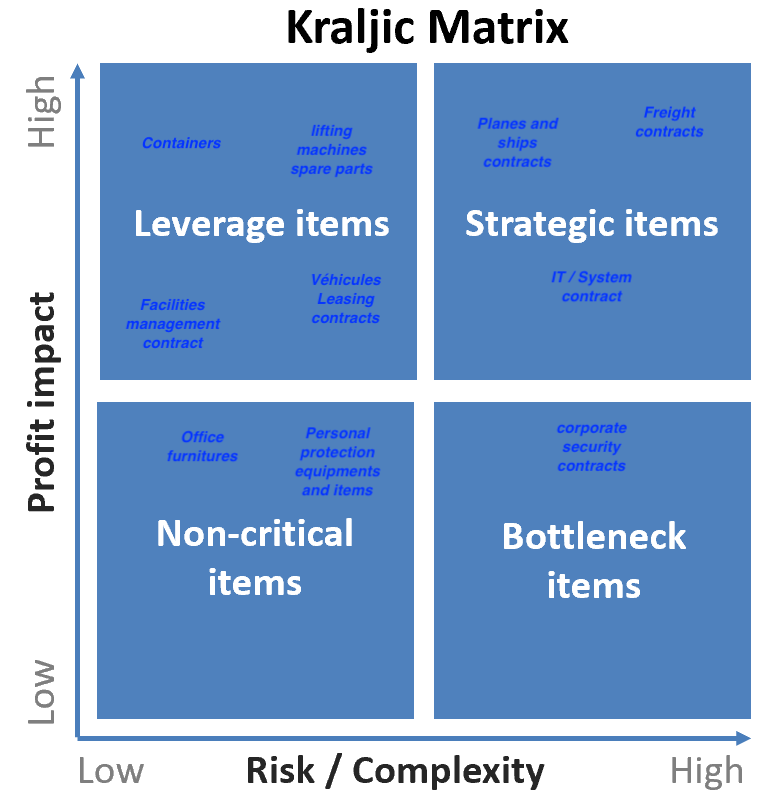 Kraljic Matrix
High
Profit impact
Low
Containers
lifting
machines
spare parts
Leverage items
Facilities
management
contract
Véhicules
Leasing
contracts
Planes and
ships
contracts
Freight
contracts
Strategic items
IT / System
contract
Office
furnitures
Personal
protection
equipments
and items
Non-critical
items
corporate
security
contracts
Bottleneck
items
Low
Risk / Complexity
High